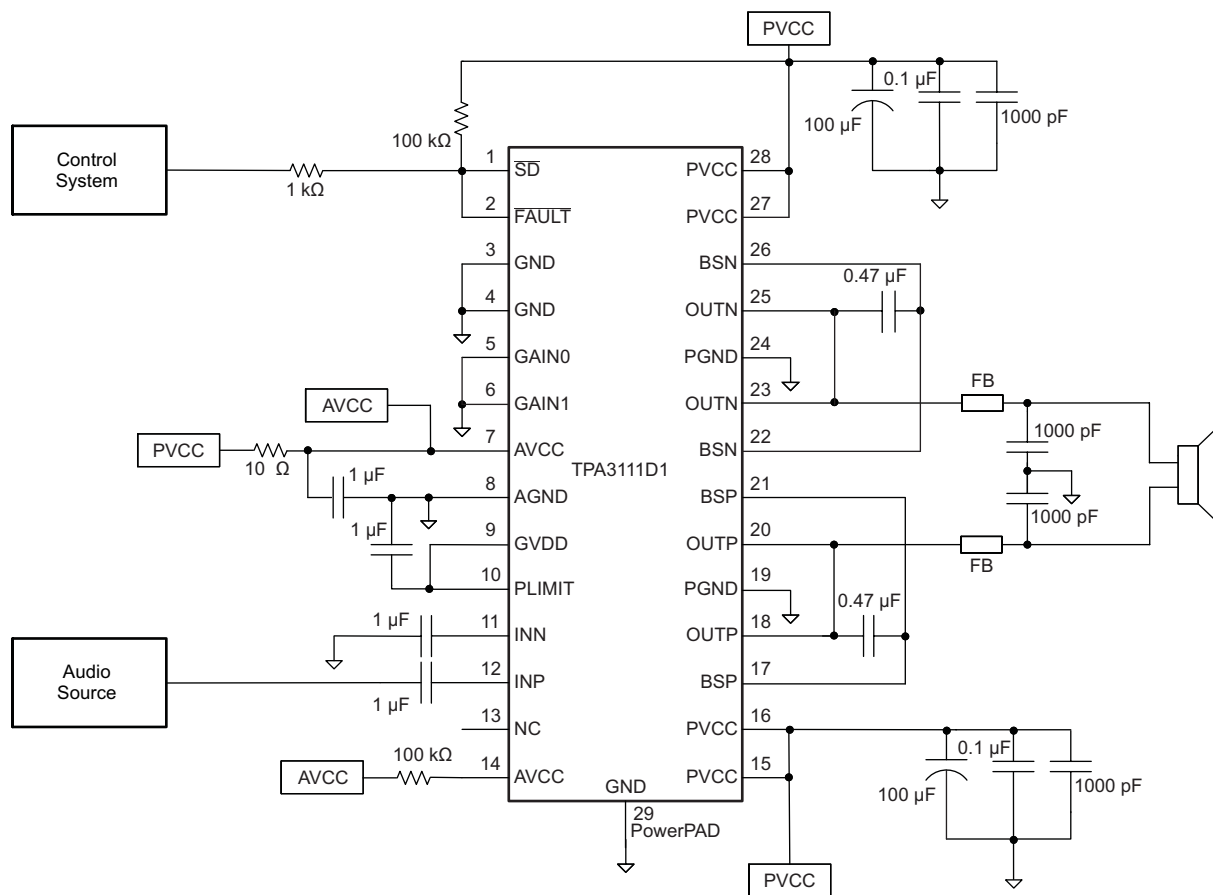 PVCC
0.1 µF
100 µF
1000 pF
100 kΩ
Control
System
1 kΩ
1
SD
28
PVCC
2
FAULT
27
PVCC
3
GND
26
BSN
0.47 µF
4
GND
25
OUTN
5
GAIN0
24
PGND
6
GAIN1
23
OUTN
FB
AVCC
7
AVCC
22
BSN
1000 pF
PVCC
10 Ω
TPA3111D1
1 µF
8
AGND
21
BSP
1000 pF
1 µF
9
GVDD
20
OUTP
FB
10
PLIMIT
19
PGND
0.47 µF
1 µF
11
INN
18
OUTP
Audio
Source
12
INP
17
BSP
1 µF
13
NC
16
PVCC
0.1 µF
100 µF
1000 pF
100 kΩ
AVCC
14
AVCC
15
PVCC
GND
29
PowerPAD
PVCC